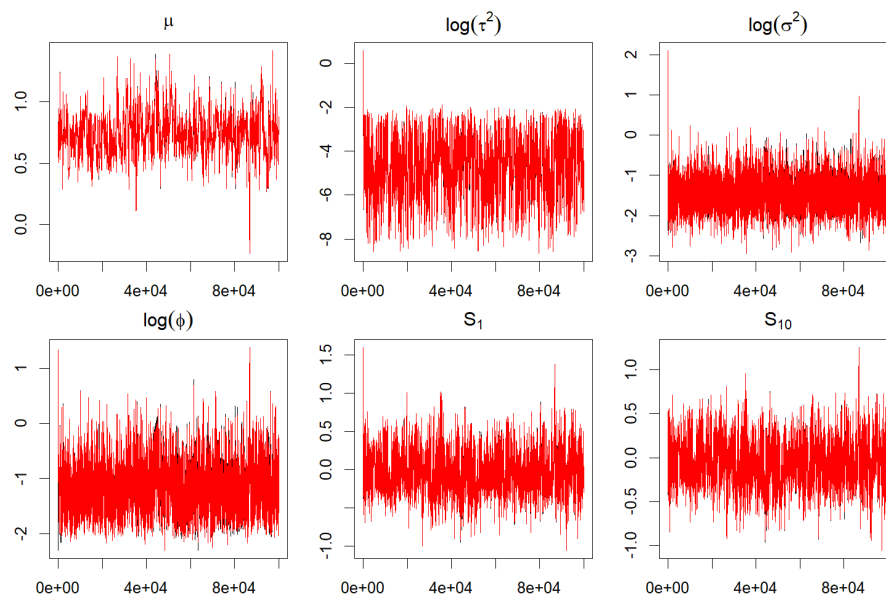 μ
log(τ²)
log(σ²)
0.0 0.5 1.0
-8 -6 -4 -2 0
-3 -2 -1 0 1 2
0e+00 4e+04 8e+04
0e+00 4e+04 8e+04
0e+00 4e+04 8e+04
log(ϕ)
S₁
S₁₀
-2 -1 0 1
-1.0 0.0 0.5 1.0 1.5
-1.0 -0.5 0.0 0.5 1.0
0e+00 4e+04 8e+04
0e+00 4e+04 8e+04
0e+00 4e+04 8e+04